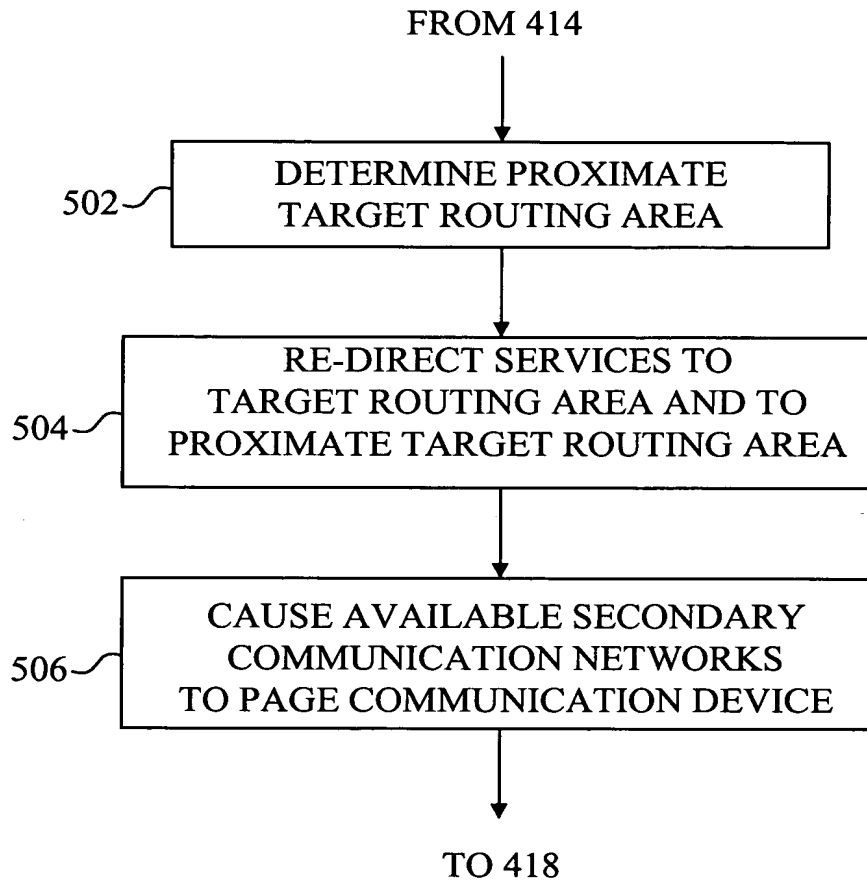 FROM 414
502
DETERMINE PROXIMATE
TARGET ROUTING AREA
504
RE-DIRECT SERVICES TO
TARGET ROUTING AREA AND TO
PROXIMATE TARGET ROUTING AREA
506
CAUSE AVAILABLE SECONDARY
COMMUNICATION NETWORKS
TO PAGE COMMUNICATION DEVICE
TO 418